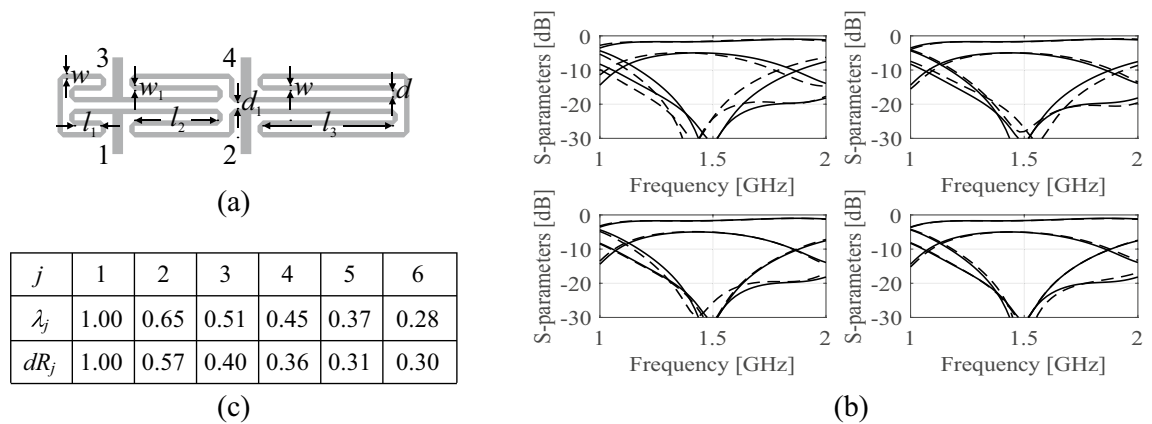 3 4
w w₁ d₁ w d
l₁ l₂ l₃
1 2
(a)
j 1 2 3 4 5 6
λⱼ 1.00 0.65 0.51 0.45 0.37 0.28
dRⱼ 1.00 0.57 0.40 0.36 0.31 0.30
(c)
S-parameters [dB]
0
-10
-20
-30
1 1.5 2
Frequency [GHz]
S-parameters [dB]
0
-10
-20
-30
1 1.5 2
Frequency [GHz]
S-parameters [dB]
0
-10
-20
-30
1 1.5 2
Frequency [GHz]
S-parameters [dB]
0
-10
-20
-30
1 1.5 2
Frequency [GHz]
(b)